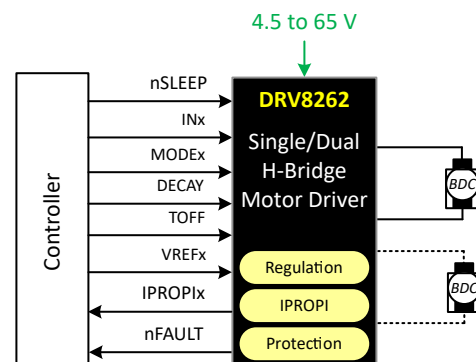 4.5 to 65 V
Controller
nSLEEP
INx
MODEx
DECAY
TOFF
VREFx
IPROPIx
nFAULT
DRV8262
Single/Dual
H-Bridge
Motor Driver
Regulation
IPROPI
Protection
BDC
BDC